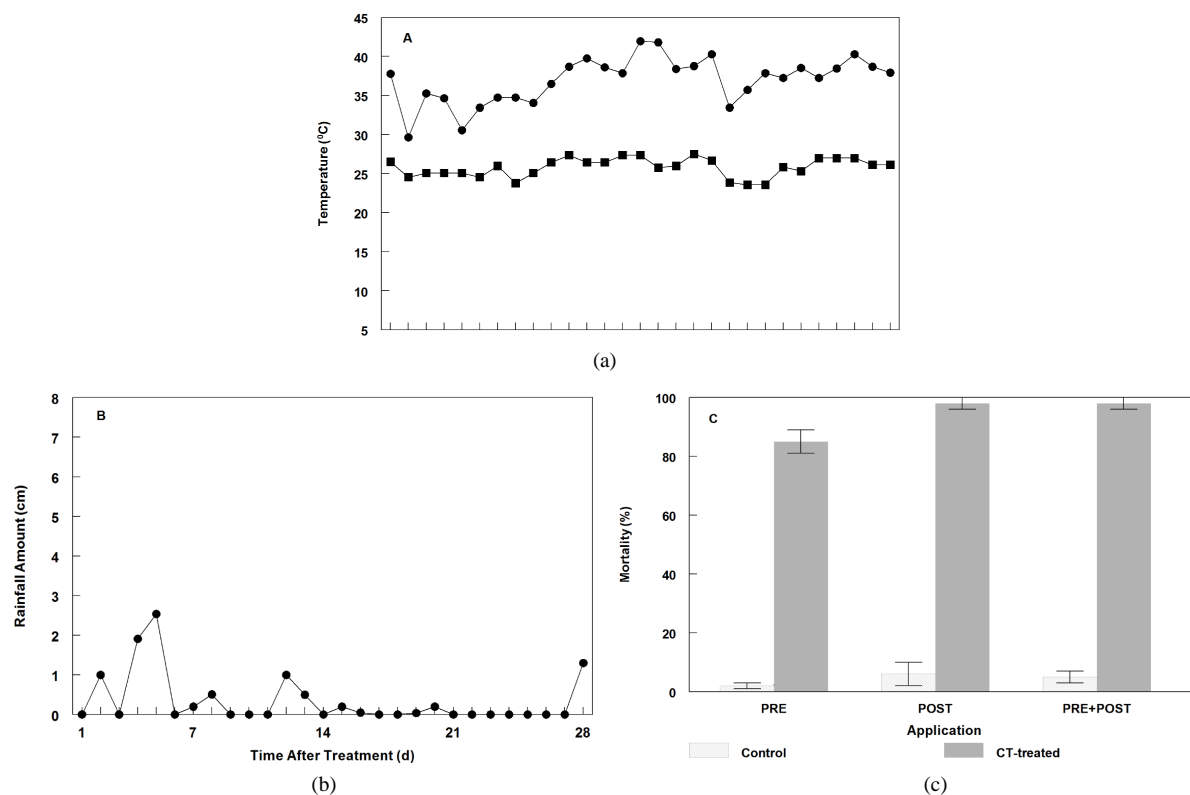 A
Temperature (⁰C)
45
40
35
30
25
20
15
10
5
(a)
B
Rainfall Amount (cm)
8
7
6
5
4
3
2
1
0
1 7 14 21 28
Time After Treatment (d)
(b)
C
Mortality (%)
100
80
60
40
20
0
PRE POST PRE+POST
Application
Control CT-treated
(c)